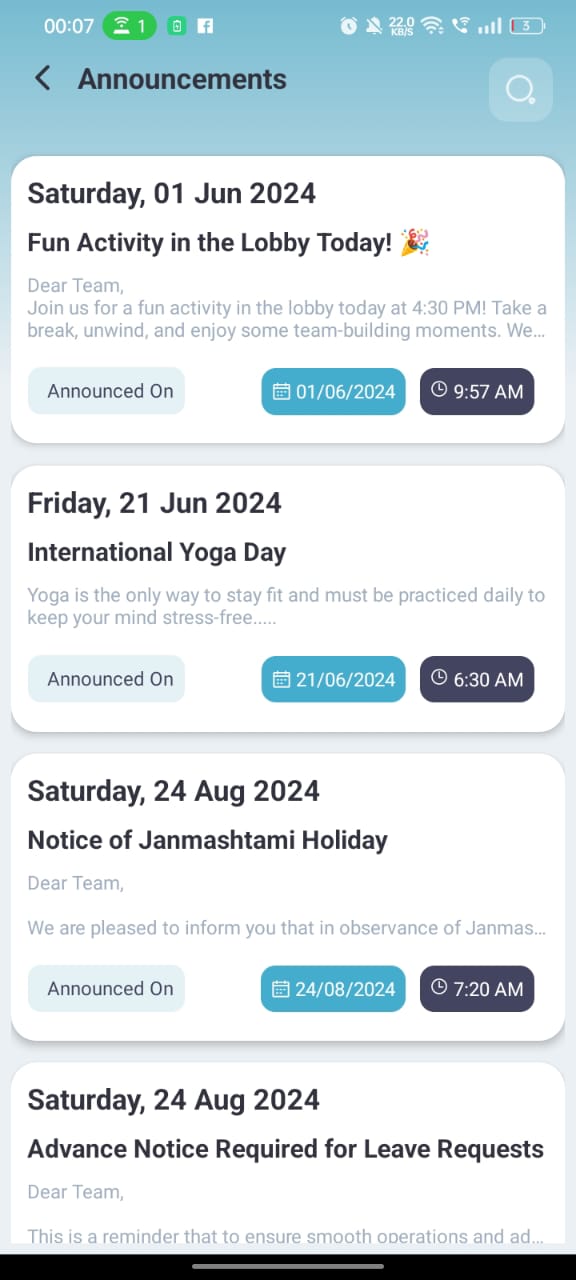 00:07 1 22.0 KB/S 3
Announcements
Saturday, 01 Jun 2024
Fun Activity in the Lobby Today! 🎉
Dear Team,
Join us for a fun activity in the lobby today at 4:30 PM! Take a
break, unwind, and enjoy some team-building moments. We...
Announced On 01/06/2024 9:57 AM
Friday, 21 Jun 2024
International Yoga Day
Yoga is the only way to stay fit and must be practiced daily to
keep your mind stress-free.....
Announced On 21/06/2024 6:30 AM
Saturday, 24 Aug 2024
Notice of Janmashtami Holiday
Dear Team,
We are pleased to inform you that in observance of Janmas...
Announced On 24/08/2024 7:20 AM
Saturday, 24 Aug 2024
Advance Notice Required for Leave Requests
Dear Team,
This is a reminder that to ensure smooth operations and ad...